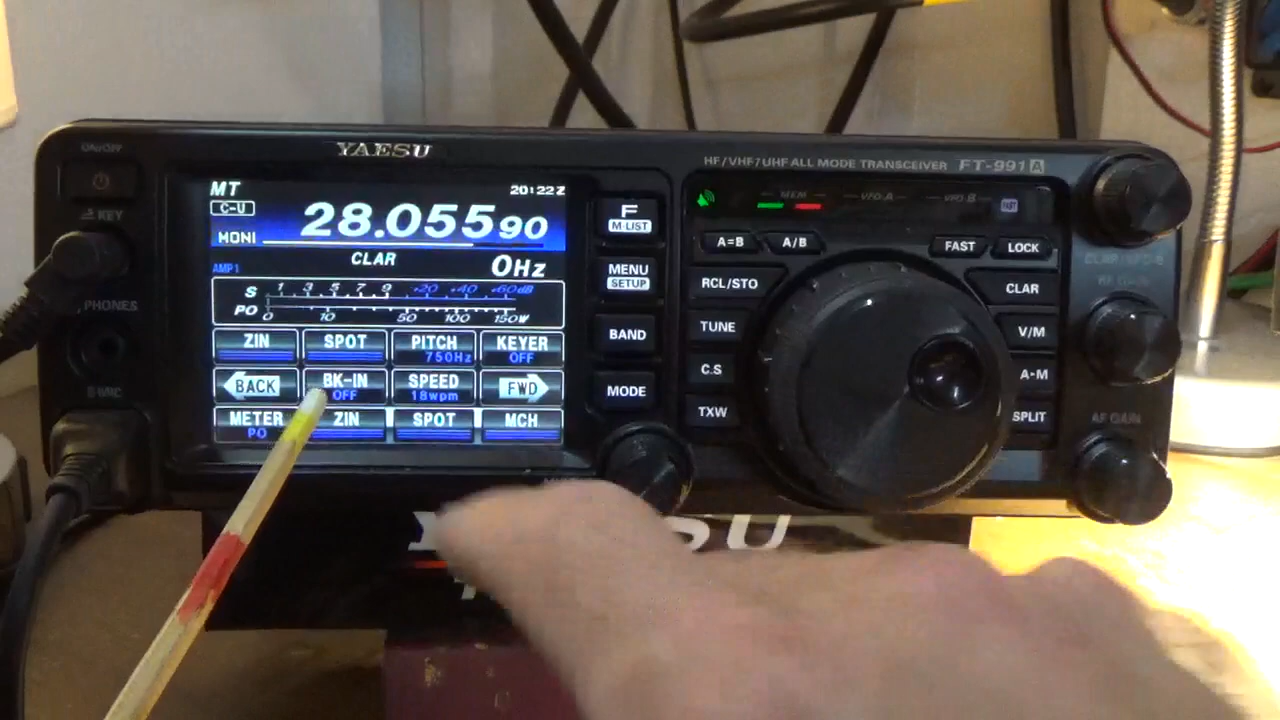 ON/OFF
YAESU
HF/VHF/UHF ALL MODE TRANSCEIVER FT-991A
MT
20:22Z
C-U
28.055 90
MONI
CLAR
0Hz
AMP1
S 1 3 5 7 9 +20 +40 +60dB
PO 0 10 50 100 150W
ZIN
SPOT
PITCH
750Hz
KEYER
OFF
BACK
BK-IN
OFF
SPEED
18wpm
FWD
METER
PO
ZIN
SPOT
MCH
KEY
PHONES
F
M-LIST
MENU
SETUP
BAND
MODE
MEM
VFO-A
VFO-B
FAST
A=B
A/B
FAST
LOCK
RCL/STO
CLAR
TUNE
V/M
C.S
A-M
TXW
SPLIT
RF GAIN
AF GAIN